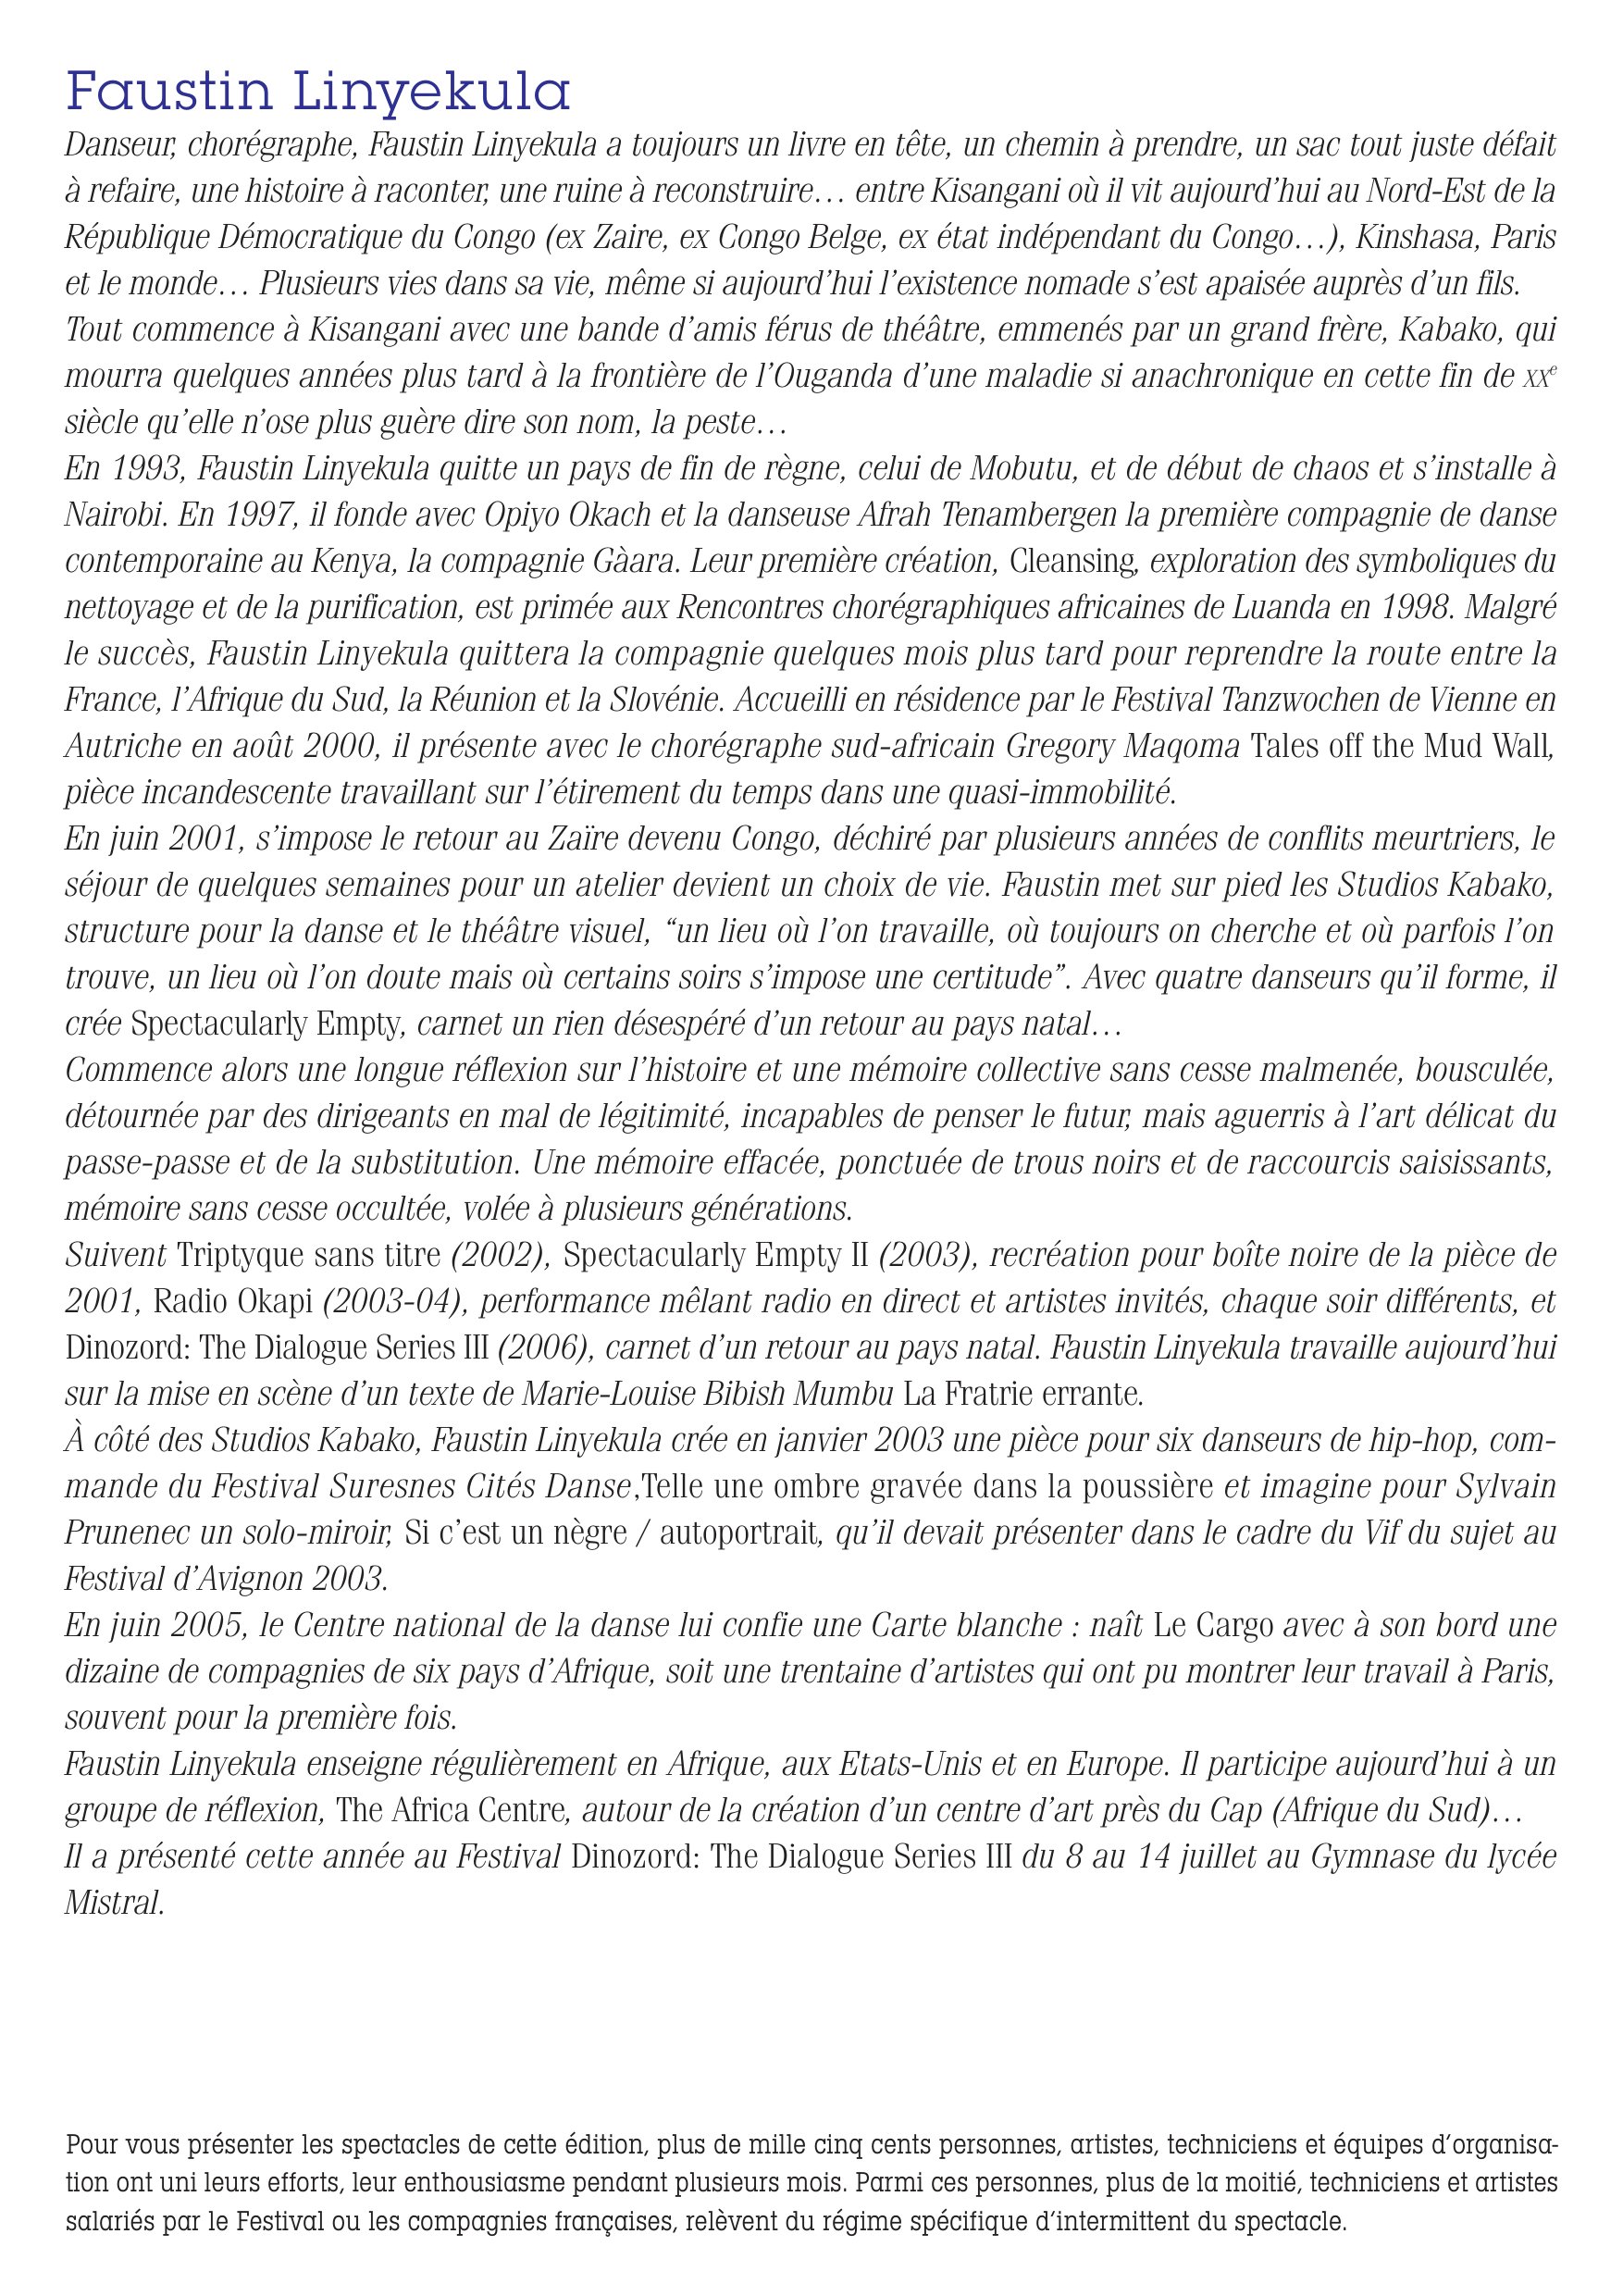 Faustin Linyekula
Danseur, chorégraphe, Faustin Linyekula a toujours un livre en tête, un chemin à prendre, un sac tout juste défait
à refaire, une histoire à raconter, une ruine à reconstruire… entre Kisangani où il vit aujourd’hui au Nord-Est de la
République Démocratique du Congo (ex Zaire, ex Congo Belge, ex état indépendant du Congo…), Kinshasa, Paris
et le monde… Plusieurs vies dans sa vie, même si aujourd’hui l’existence nomade s’est apaisée auprès d’un fils.
Tout commence à Kisangani avec une bande d’amis férus de théâtre, emmenés par un grand frère, Kabako, qui
mourra quelques années plus tard à la frontière de l’Ouganda d’une maladie si anachronique en cette fin de XXe
siècle qu’elle n’ose plus guère dire son nom, la peste…
En 1993, Faustin Linyekula quitte un pays de fin de règne, celui de Mobutu, et de début de chaos et s’installe à
Nairobi. En 1997, il fonde avec Opiyo Okach et la danseuse Afrah Tenambergen la première compagnie de danse
contemporaine au Kenya, la compagnie Gàara. Leur première création, Cleansing, exploration des symboliques du
nettoyage et de la purification, est primée aux Rencontres chorégraphiques africaines de Luanda en 1998. Malgré
le succès, Faustin Linyekula quittera la compagnie quelques mois plus tard pour reprendre la route entre la
France, l’Afrique du Sud, la Réunion et la Slovénie. Accueilli en résidence par le Festival Tanzwochen de Vienne en
Autriche en août 2000, il présente avec le chorégraphe sud-africain Gregory Maqoma Tales off the Mud Wall,
pièce incandescente travaillant sur l’étirement du temps dans une quasi-immobilité.
En juin 2001, s’impose le retour au Zaïre devenu Congo, déchiré par plusieurs années de conflits meurtriers, le
séjour de quelques semaines pour un atelier devient un choix de vie. Faustin met sur pied les Studios Kabako,
structure pour la danse et le théâtre visuel, “un lieu où l’on travaille, où toujours on cherche et où parfois l’on
trouve, un lieu où l’on doute mais où certains soirs s’impose une certitude”. Avec quatre danseurs qu’il forme, il
crée Spectacularly Empty, carnet un rien désespéré d’un retour au pays natal…
Commence alors une longue réflexion sur l’histoire et une mémoire collective sans cesse malmenée, bousculée,
détournée par des dirigeants en mal de légitimité, incapables de penser le futur, mais aguerris à l’art délicat du
passe-passe et de la substitution. Une mémoire effacée, ponctuée de trous noirs et de raccourcis saisissants,
mémoire sans cesse occultée, volée à plusieurs générations.
Suivent Triptyque sans titre (2002), Spectacularly Empty II (2003), recréation pour boîte noire de la pièce de
2001, Radio Okapi (2003-04), performance mêlant radio en direct et artistes invités, chaque soir différents, et
Dinozord: The Dialogue Series III (2006), carnet d’un retour au pays natal. Faustin Linyekula travaille aujourd’hui
sur la mise en scène d’un texte de Marie-Louise Bibish Mumbu La Fratrie errante.
À côté des Studios Kabako, Faustin Linyekula crée en janvier 2003 une pièce pour six danseurs de hip-hop, com-
mande du Festival Suresnes Cités Danse,Telle une ombre gravée dans la poussière et imagine pour Sylvain
Prunenec un solo-miroir, Si c’est un nègre / autoportrait, qu’il devait présenter dans le cadre du Vif du sujet au
Festival d’Avignon 2003.
En juin 2005, le Centre national de la danse lui confie une Carte blanche : naît Le Cargo avec à son bord une
dizaine de compagnies de six pays d’Afrique, soit une trentaine d’artistes qui ont pu montrer leur travail à Paris,
souvent pour la première fois.
Faustin Linyekula enseigne régulièrement en Afrique, aux Etats-Unis et en Europe. Il participe aujourd’hui à un
groupe de réflexion, The Africa Centre, autour de la création d’un centre d’art près du Cap (Afrique du Sud)…
Il a présenté cette année au Festival Dinozord: The Dialogue Series III du 8 au 14 juillet au Gymnase du lycée
Mistral.
Pour vous présenter les spectacles de cette édition, plus de mille cinq cents personnes, artistes, techniciens et équipes d’organisa-
tion ont uni leurs efforts, leur enthousiasme pendant plusieurs mois. Parmi ces personnes, plus de la moitié, techniciens et artistes
salariés par le Festival ou les compagnies françaises, relèvent du régime spécifique d’intermittent du spectacle.